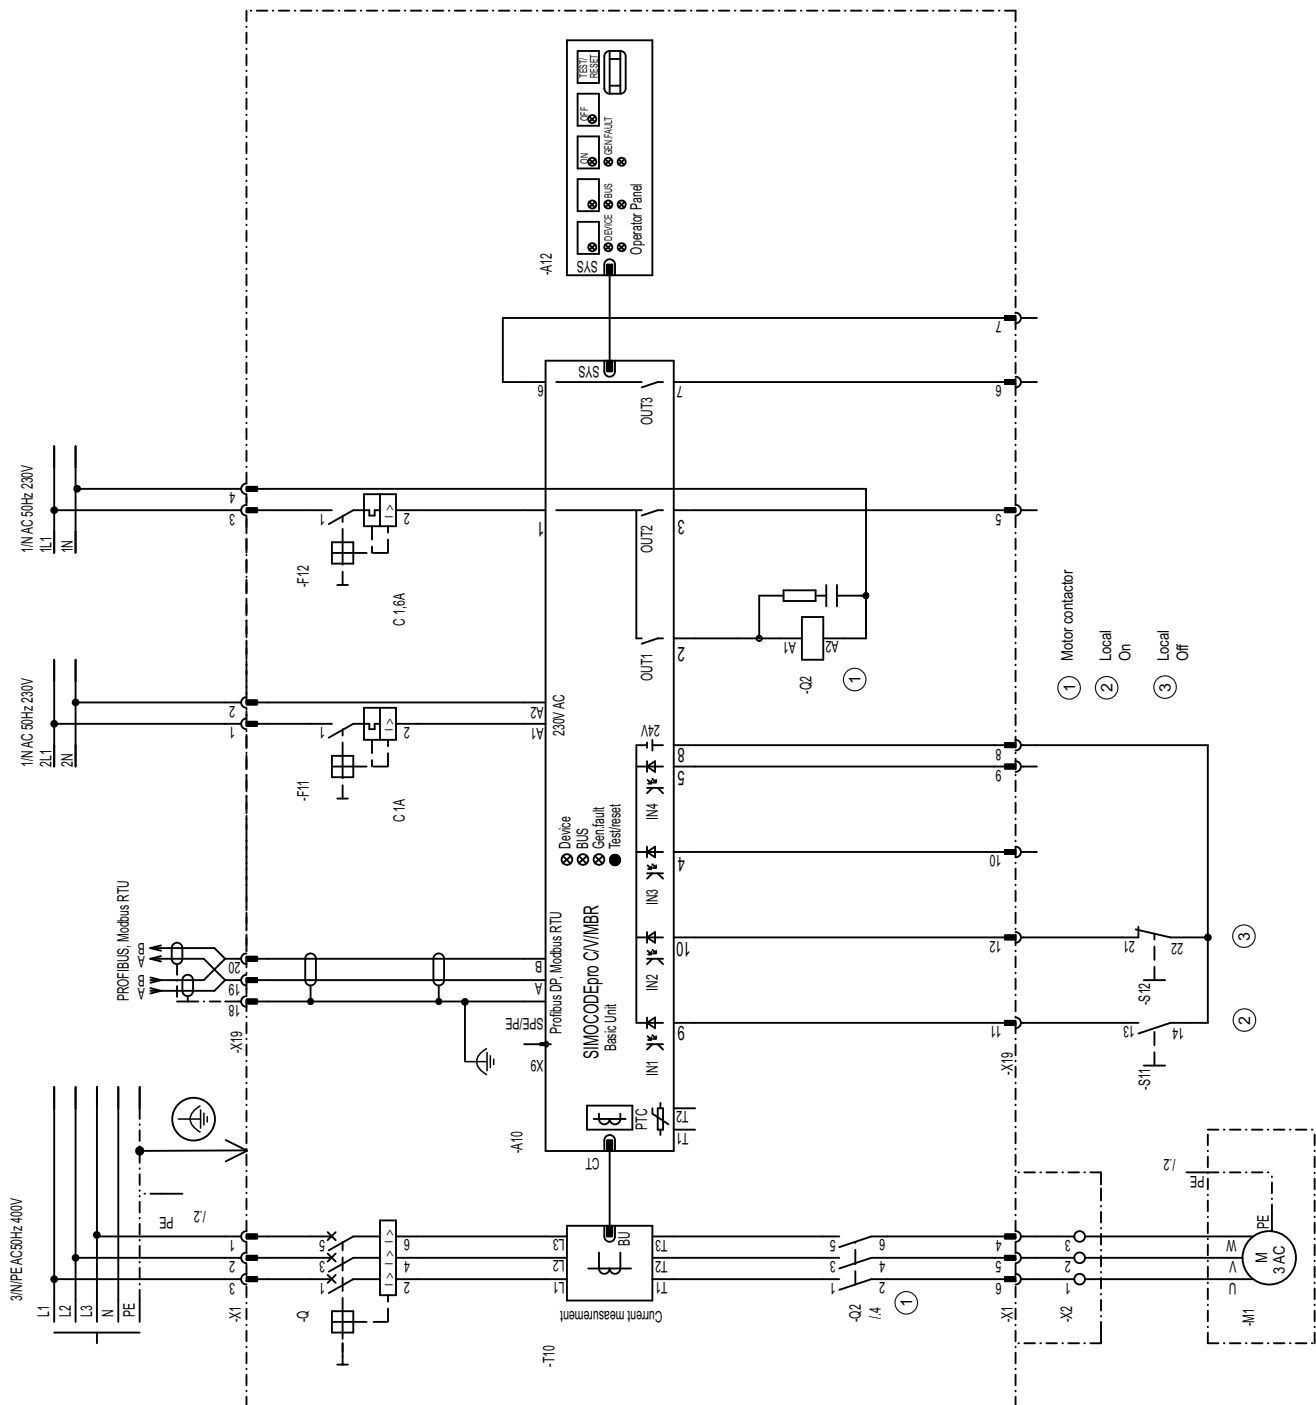 3/N/PE AC50Hz 400V
L1
L2
L3
N
PE
PE
/.2
-X1
3
2
1
-Q
1
3
5
2
4
6
I >
I >
I >
-T10
Current measurement
L1
L2
L3
BU
T1
T2
T3
-Q2
/.4
1
3
5
2
4
6
1
-X1
6
5
4
-X2
1
2
3
-M1
U
V
W
PE
M
3 AC
PE
/.2
PROFIBUS, Modbus RTU
A
B
A
B
-X19
18
19
20
-A10
CT
X9
SPE/PE
A
B
Profibus DP, Modbus RTU
SIMOCODEpro C/V/MBR
Basic Unit
Device
BUS
Gen.fault
Test/reset
PTC
T1
T2
IN1
IN2
IN3
IN4
24V
9
10
4
5
8
-X19
11
12
10
9
8
-S11
13
14
2
-S12
21
22
3
1/N AC 50Hz 230V
2L1
2N
1
2
-F11
1
2
I >
C 1A
A1
A2
230V AC
1/N AC 50Hz 230V
1L1
1N
3
4
-F12
1
2
I >
C 1,6A
1
6
OUT1
OUT2
OUT3
2
3
7
SYS
-Q2
A1
A2
1
5
6
7
-A12
SYS
Operator Panel
DEVICE
BUS
GEN.FAULT
ON
OFF
TEST/
RESET
1
Motor contactor
2
Local
On
3
Local
Off